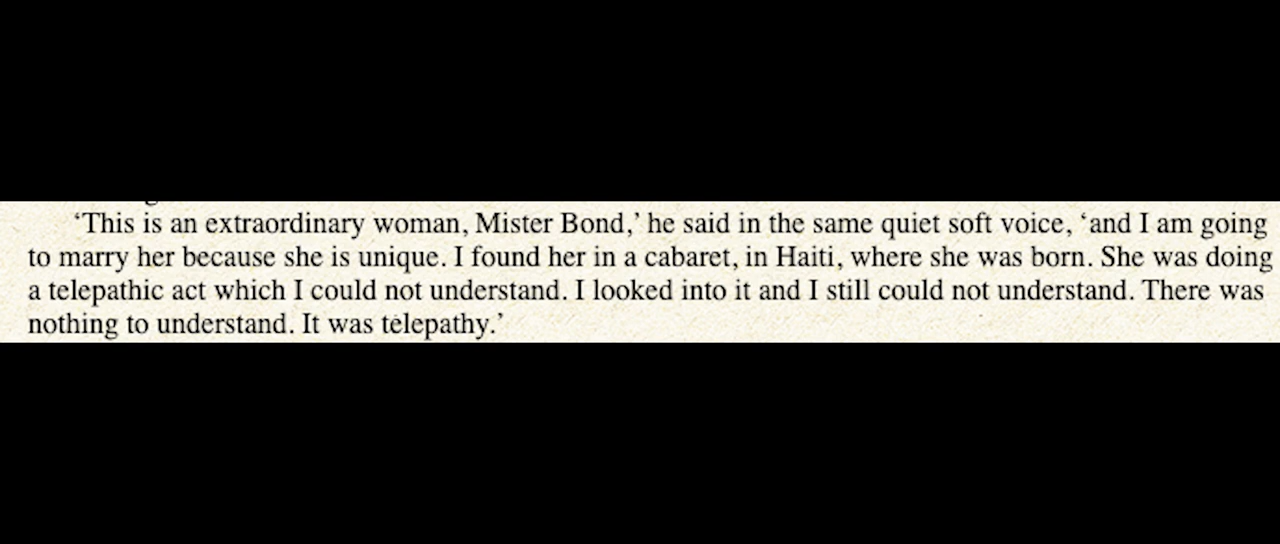 ‘This is an extraordinary woman, Mister Bond,’ he said in the same quiet soft voice, ‘and I am going
to marry her because she is unique. I found her in a cabaret, in Haiti, where she was born. She was doing
a telepathic act which I could not understand. I looked into it and I still could not understand. There was
nothing to understand. It was telepathy.’